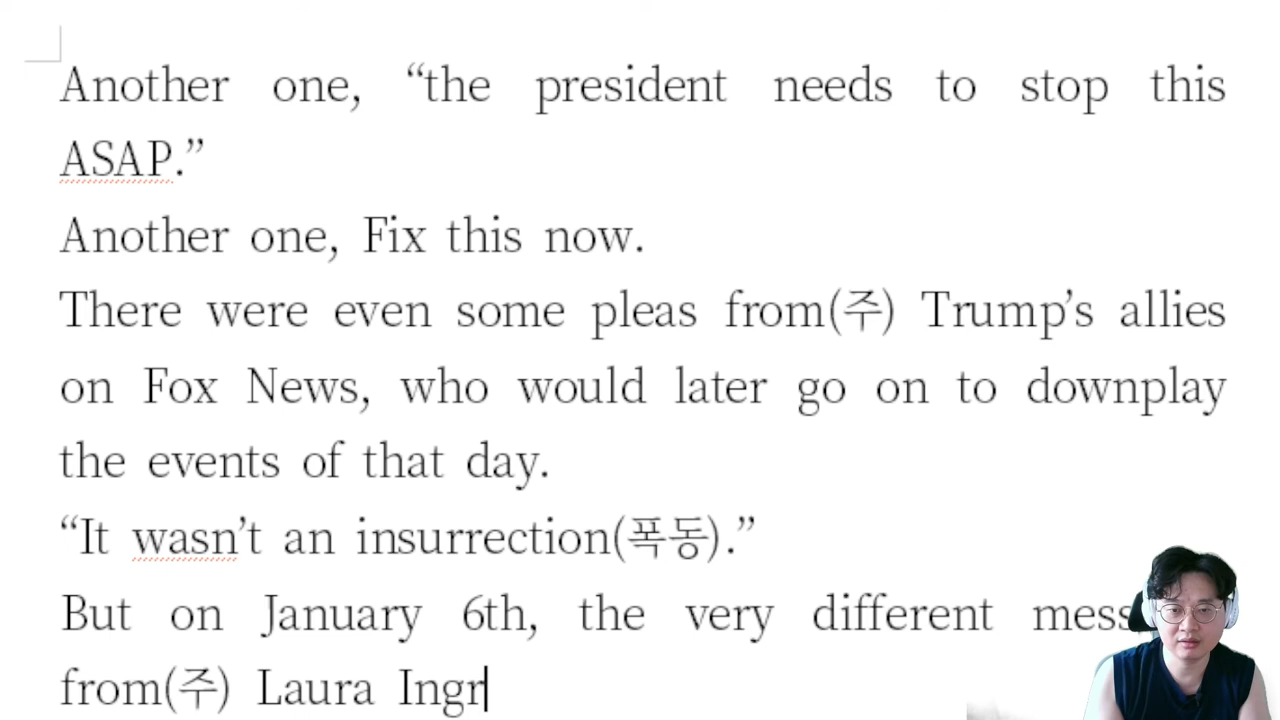 Another one, “the president needs to stop this
ASAP.”
Another one, Fix this now.
There were even some pleas from(주) Trump’s allies
on Fox News, who would later go on to downplay
the events of that day.
“It wasn’t an insurrection(폭동).”
But on January 6th, the very different
from(주) Laura Ingr